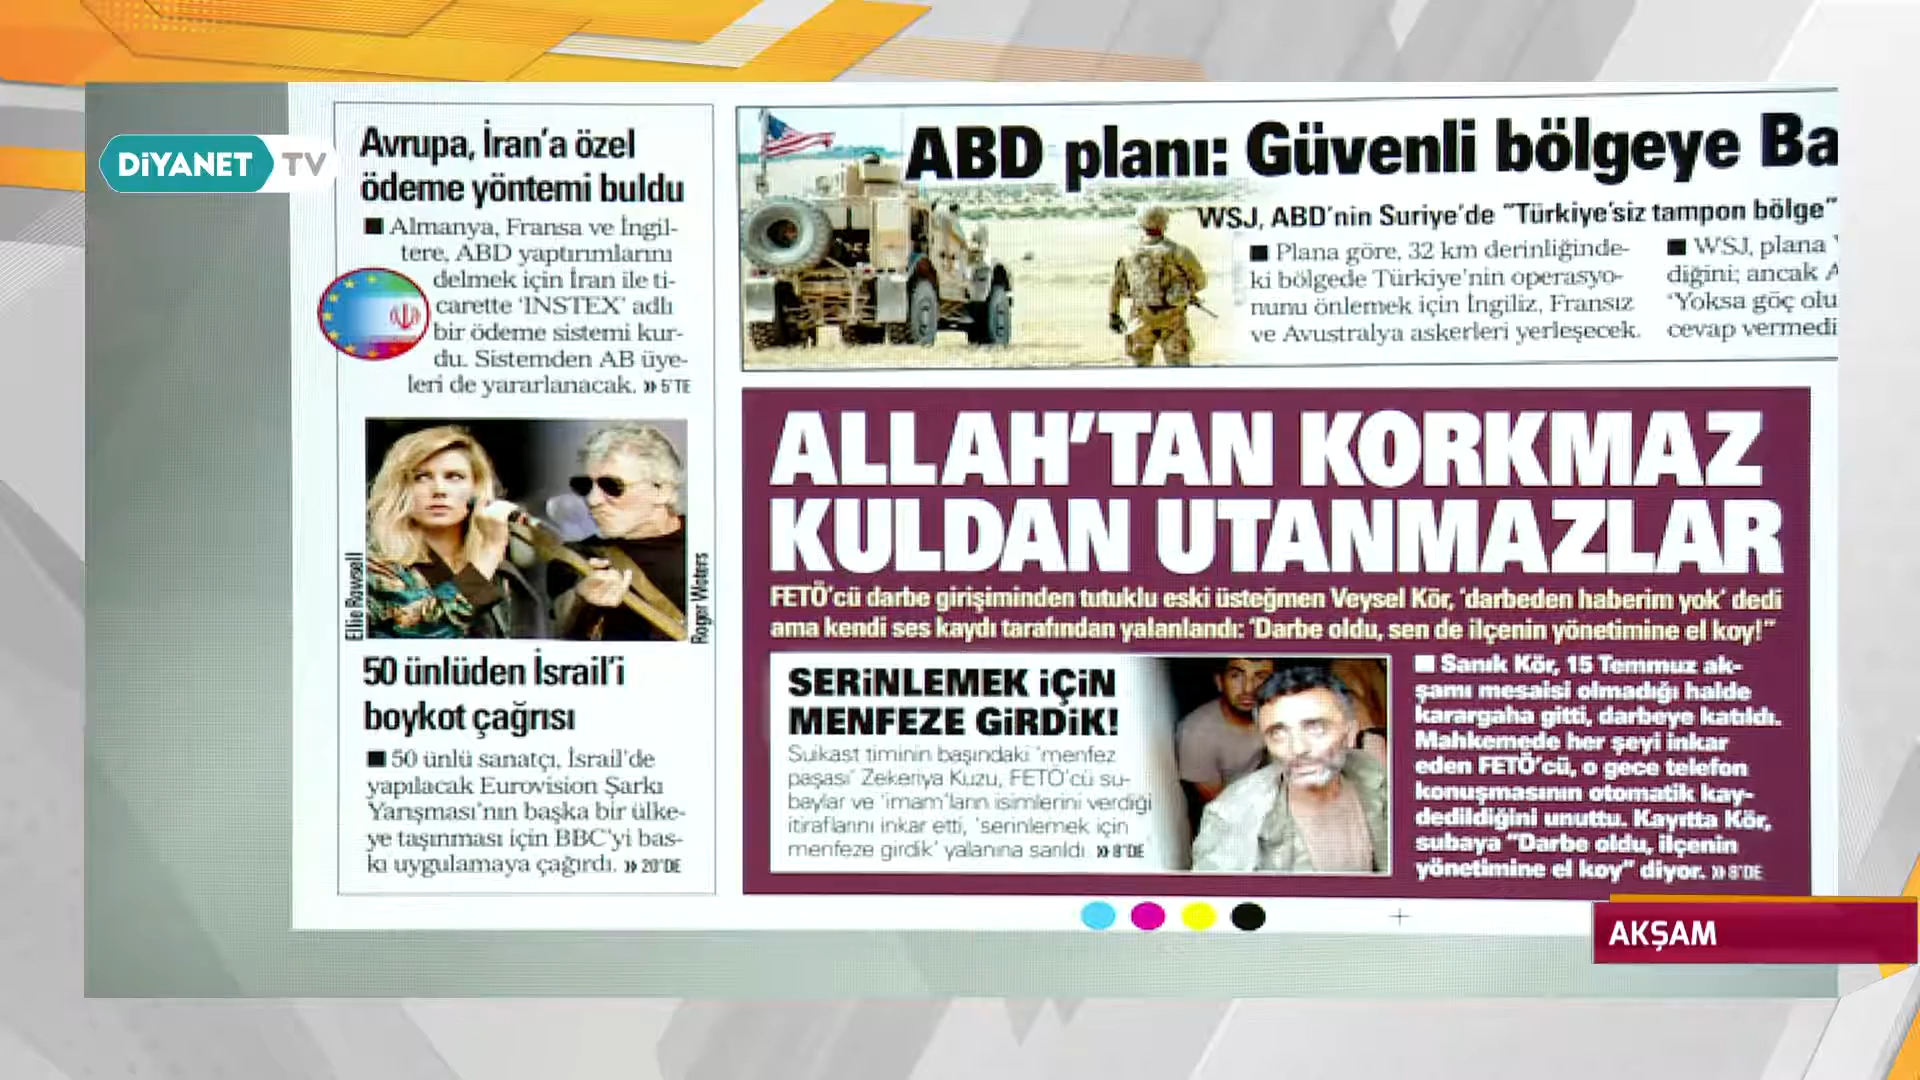 DiYANET TV
Avrupa, İran'a özel
ödeme yöntemi buldu
■ Almanya, Fransa ve İngil-
tere, ABD yaptırımlarını
delmek için İran ile ti-
carette 'INSTEX' adlı
bir ödeme sistemi kur-
du. Sistemden AB üye-
leri de yararlanacak. » 5'TE
Ellie Rowsell
Roger Waters
50 ünlüden İsrail'i
boykot çağrısı
■ 50 ünlü sanatçı, İsrail'de
yapılacak Eurovision Şarkı
Yarışması'nın başka bir ülke-
ye taşınması için BBC'yi bas-
kı uygulamaya çağırdı. » 20'DE
ABD planı: Güvenli bölgeye Ba
WSJ, ABD'nin Suriye'de "Türkiye'siz tampon bölge"
■ Plana göre, 32 km derinliğinde-
ki bölgede Türkiye'nin operasyo-
nunu önlemek için İngiliz, Fransız
ve Avustralya askerleri yerleşecek.
■ WSJ, plana
diğini; ancak A
'Yoksa göç olu
cevap vermedi
ALLAH'TAN KORKMAZ
KULDAN UTANMAZLAR
FETÖ'cü darbe girişiminden tutuklu eski üsteğmen Veysel Kör, 'darbeden haberim yok' dedi
ama kendi ses kaydı tarafından yalanlandı: 'Darbe oldu, sen de ilçenin yönetimine el koy!"
SERiNLEMEK iÇiN
MENFEZE GiRDiK!
Suikast timinin başındaki 'menfez
paşası' Zekeriya Kuzu, FETÖ'cü su-
baylar ve 'imam'ların isimlerini verdiği
itiraflarını inkar etti, 'serinlemek için
menfeze girdik' yalanına sarıldı. » 8'DE
■ Sanık Kör, 15 Temmuz ak-
şamı mesaisi olmadığı halde
karargaha gitti, darbeye katıldı.
Mahkemede her şeyi inkar
eden FETÖ'cü, o gece telefon
konuşmasının otomatik kay-
dedildiğini unuttu. Kayıtta Kör,
subaya "Darbe oldu, ilçenin
yönetimine el koy" diyor. » 8'DE
AKŞAM